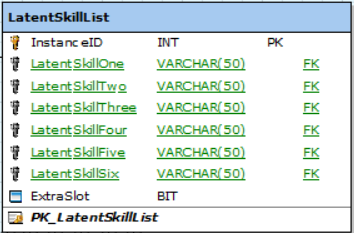 LatentSkillList
InstanceID INT PK
LatentSkillOne VARCHAR(50) FK
LatentSkillTwo VARCHAR(50) FK
LatentSkillThree VARCHAR(50) FK
LatentSkillFour VARCHAR(50) FK
LatentSkillFive VARCHAR(50) FK
LatentSkillSix VARCHAR(50) FK
ExtraSlot BIT
PK_LatentSkillList